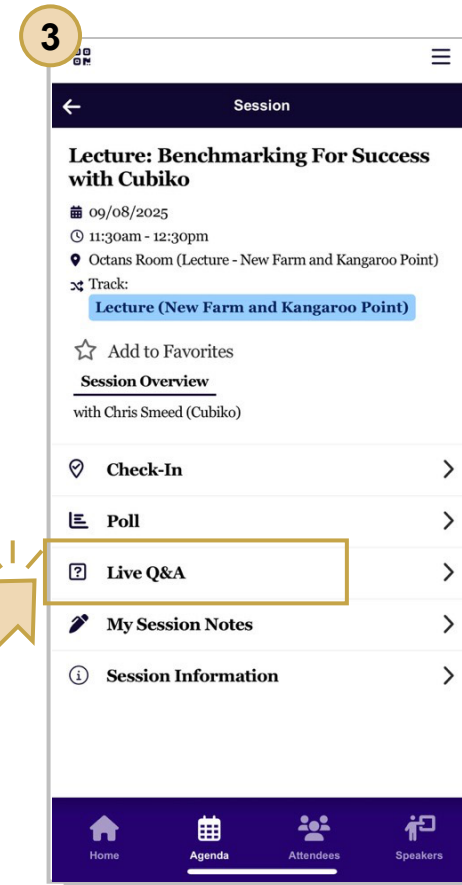 3
Session
Lecture: Benchmarking For Success
with Cubiko
09/08/2025
11:30am - 12:30pm
Octans Room (Lecture - New Farm and Kangaroo Point)
Track:
Lecture (New Farm and Kangaroo Point)
Add to Favorites
Session Overview
with Chris Smeed (Cubiko)
Check-In
Poll
Live Q&A
My Session Notes
Session Information
Home Agenda Attendees Speakers